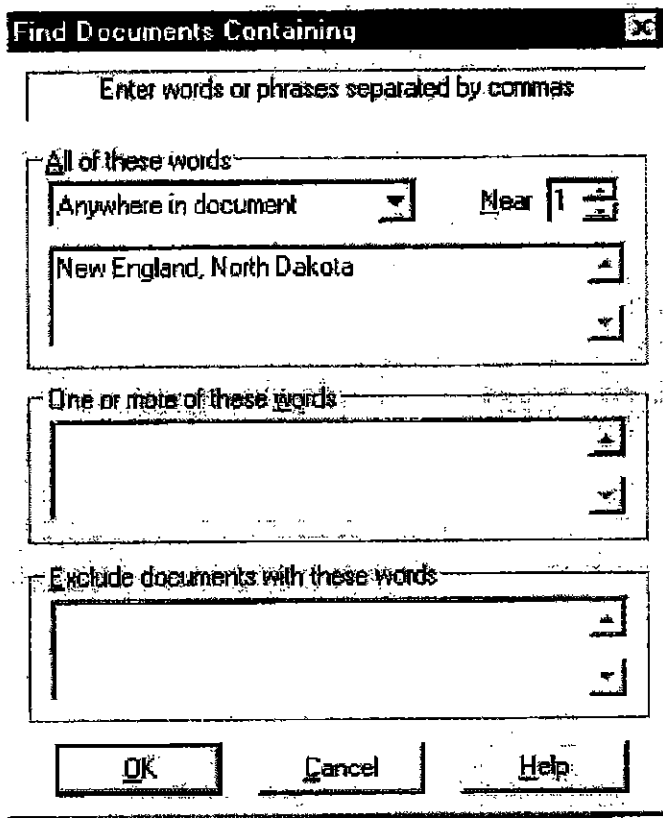 Find Documents Containing
Enter words or phrases separated by commas
All of these words
Anywhere in document Near 1
New England, North Dakota
One or more of these words
Exclude documents with these words
OK Cancel Help